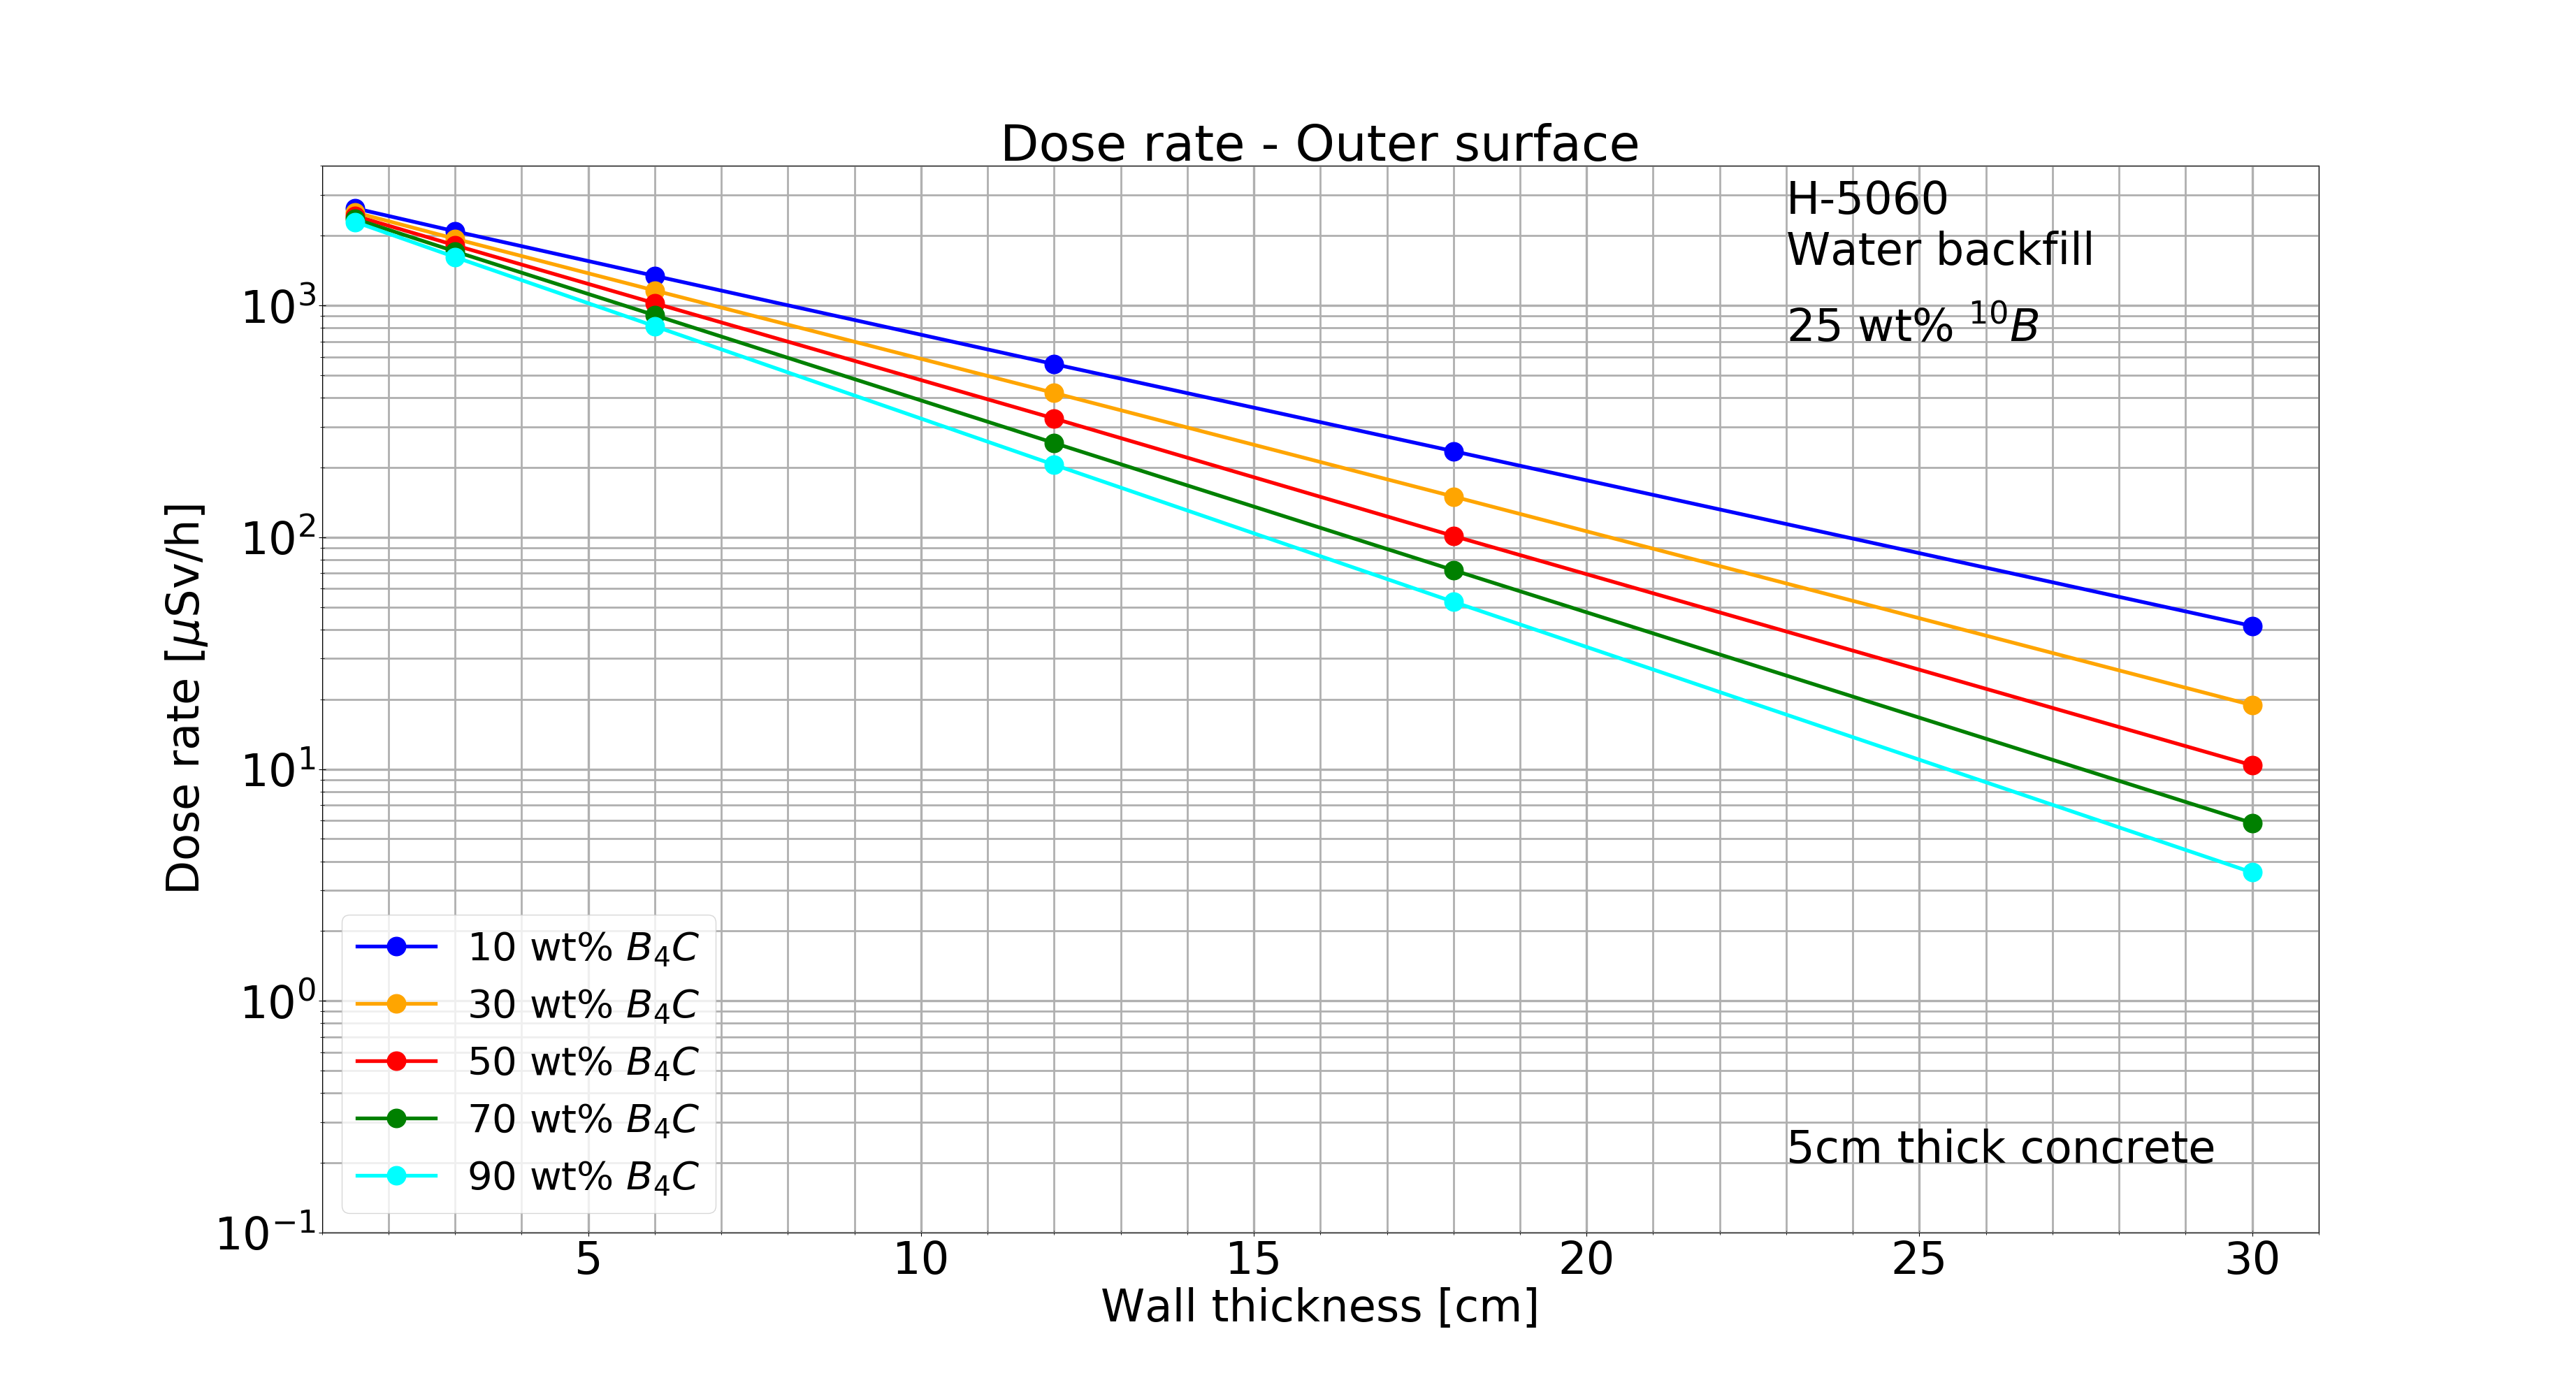 Dose rate - Outer surface
H-5060
Water backfill
25 wt% ¹⁰B
10³
10²
10¹
10⁰
10⁻¹
Dose rate [μSv/h]
10 wt% B₄C
30 wt% B₄C
50 wt% B₄C
70 wt% B₄C
90 wt% B₄C
5cm thick concrete
5 10 15 20 25 30
Wall thickness [cm]